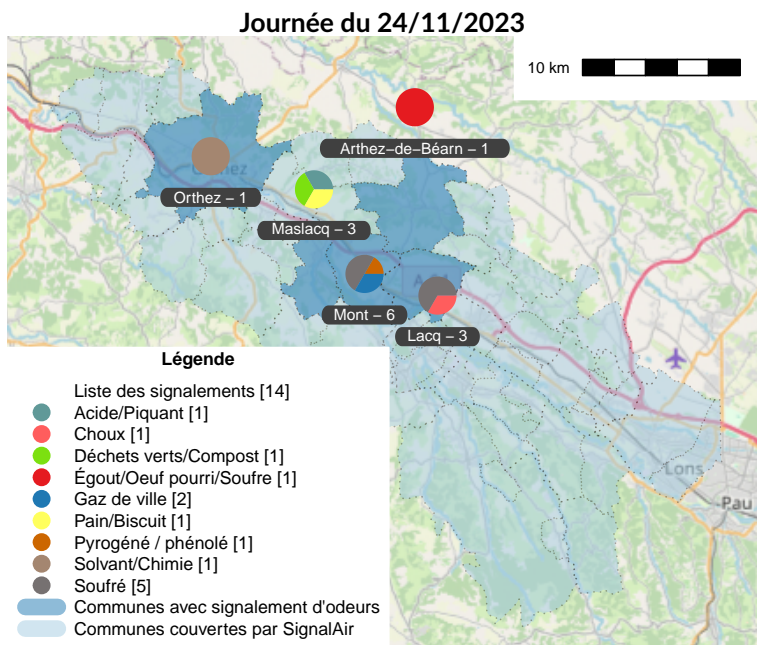 Journée du 24/11/2023
10 km
Arthez-de-Béarn – 1
Orthez – 1
Maslacq – 3
Mont – 6
Lacq – 3
Légende
Liste des signalements [14]
Acide/Piquant [1]
Choux [1]
Déchets verts/Compost [1]
Égout/Oeuf pourri/Soufre [1]
Gaz de ville [2]
Pain/Biscuit [1]
Pyrogéné / phénolé [1]
Solvant/Chimie [1]
Soufré [5]
Communes avec signalement d'odeurs
Communes couvertes par SignalAir
Lons
Pau